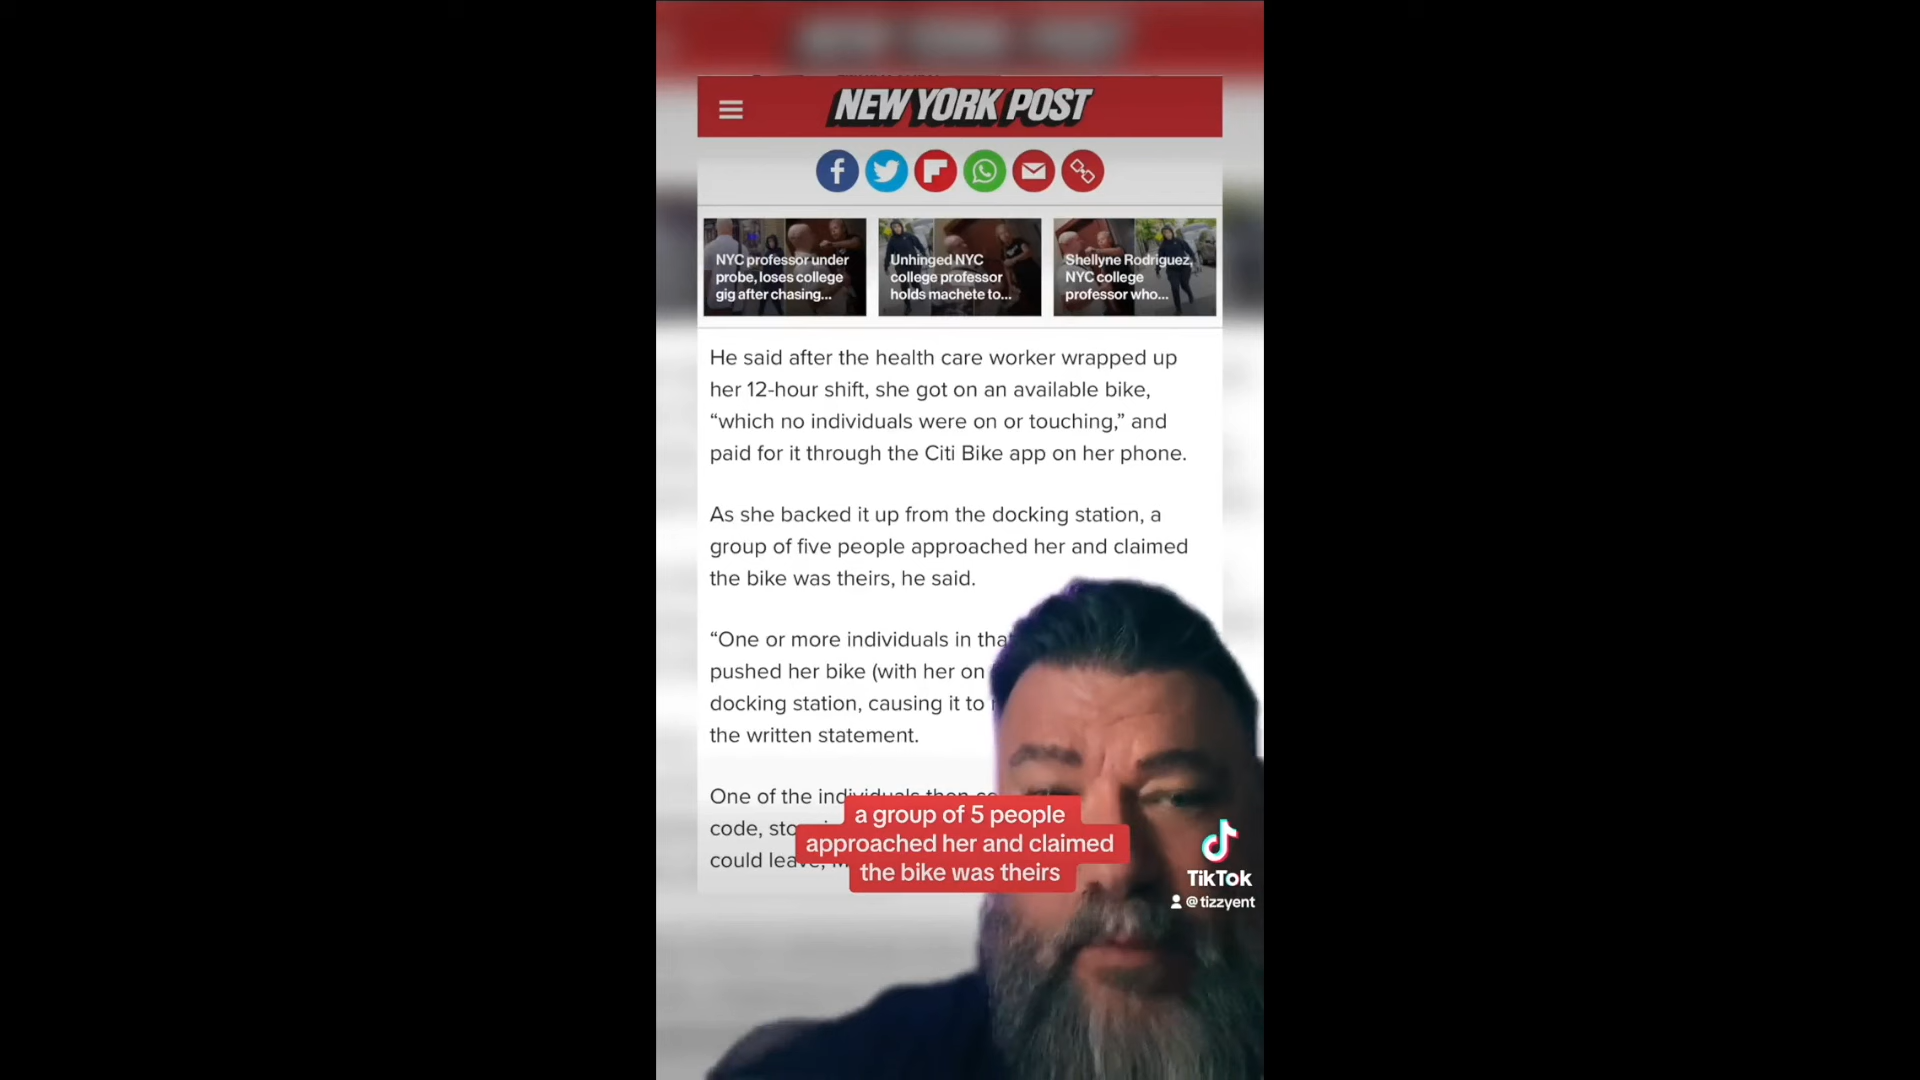 NEW YORK POST
NYC professor under
probe, loses college
gig after chasing...
Unhinged NYC
college professor
holds machete to...
Shellyne Rodriguez,
NYC college
professor who...
He said after the health care worker wrapped up
her 12-hour shift, she got on an available bike,
“which no individuals were on or touching,” and
paid for it through the Citi Bike app on her phone.
As she backed it up from the docking station, a
group of five people approached her and claimed
the bike was theirs, he said.
“One or more individuals in
pushed her bike (with her on
docking station, causing it to
the written statement.
One of the
code,
could
a group of 5 people
approached her and claimed
the bike was theirs
TikTok
@tizzyent